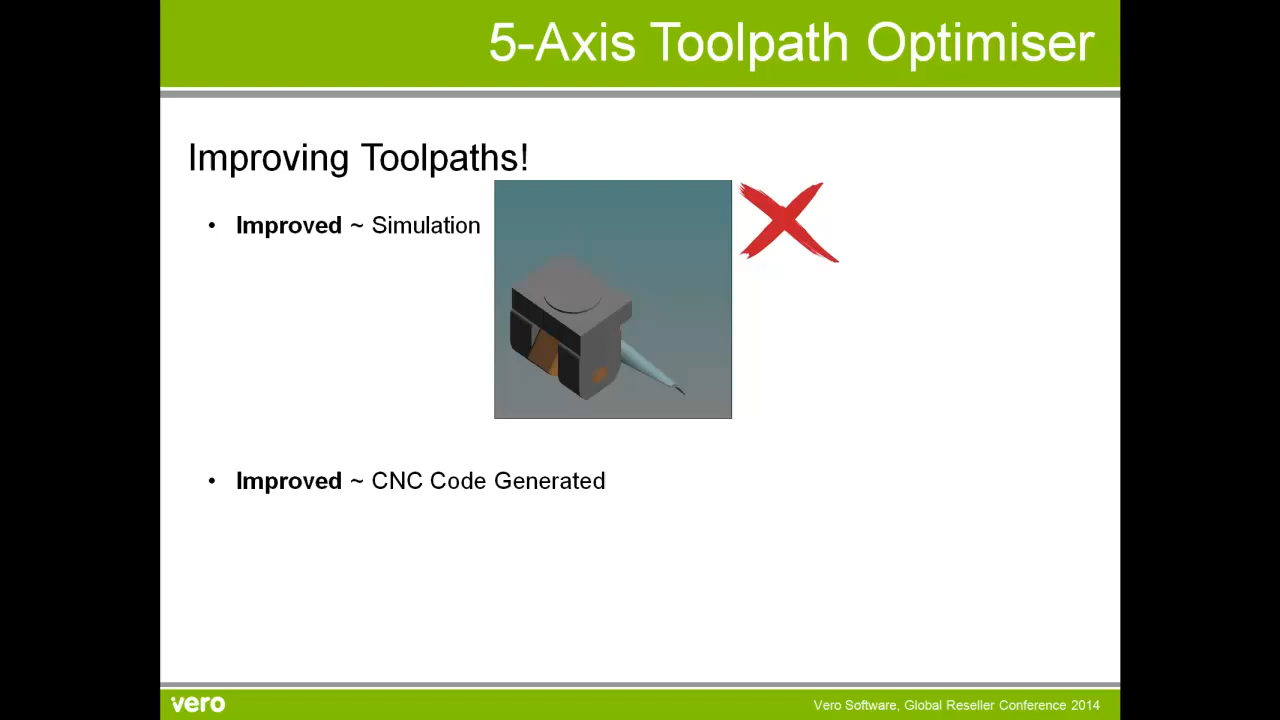 5-Axis Toolpath Optimiser
Improving Toolpaths!
• Improved ~ Simulation
• Improved ~ CNC Code Generated
vero
Vero Software, Global Reseller Conference 2014